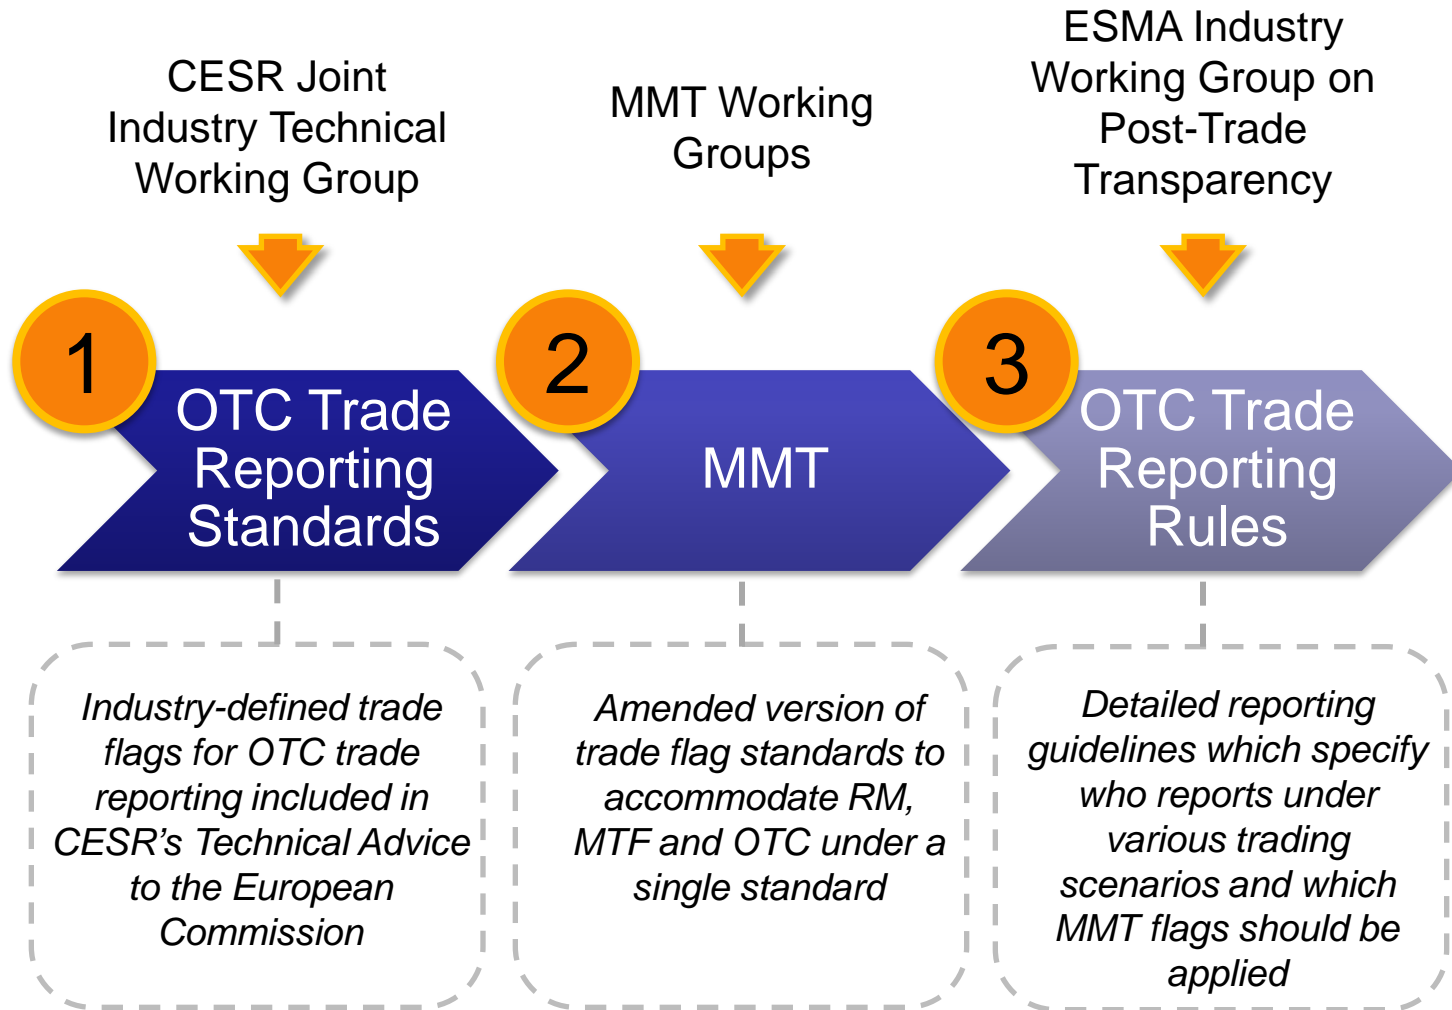 CESR Joint
Industry Technical
Working Group
MMT Working
Groups
ESMA Industry
Working Group on
Post-Trade
Transparency
1
OTC Trade
Reporting
Standards
2
MMT
3
OTC Trade
Reporting
Rules
Industry-defined trade
flags for OTC trade
reporting included in
CESR’s Technical Advice
to the European
Commission
Amended version of
trade flag standards to
accommodate RM,
MTF and OTC under a
single standard
Detailed reporting
guidelines which specify
who reports under
various trading
scenarios and which
MMT flags should be
applied